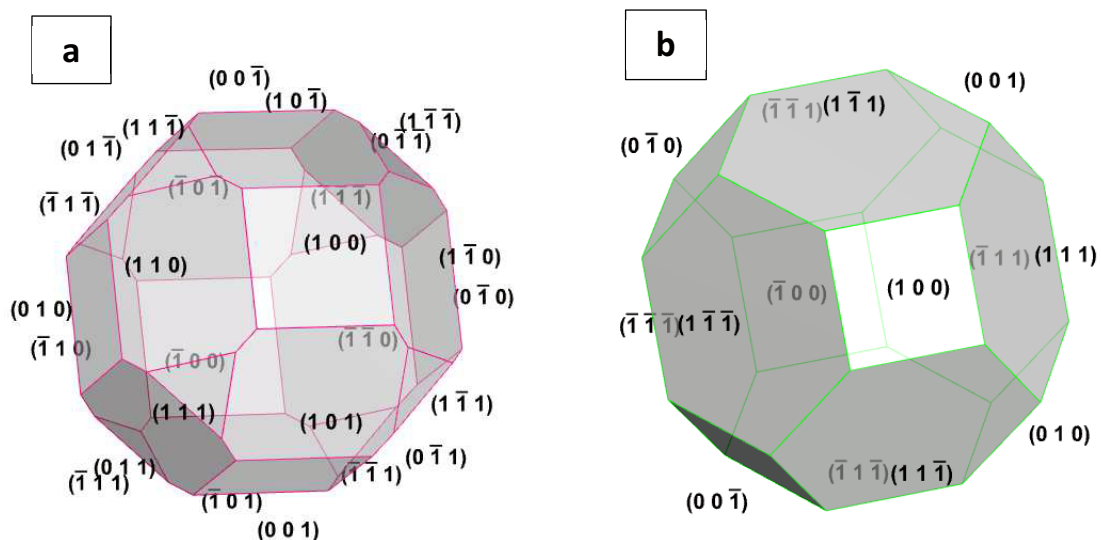 a
(0 0 1̄)
(1 0 1̄)
(1 1 1̄)
(1 1̄ 1̄)
(0 1 1̄)
(0 1̄ 1̄)
(1̄ 0 1̄)
(1̄ 1 1̄)
(1 0 0)
(1 1 0)
(1 1̄ 0)
(0 1 0)
(0 1̄ 0)
(1̄ 1 0)
(1̄ 1̄ 0)
(1̄ 0 0)
(1 1 1)
(1 0 1)
(1 1̄ 1)
(0 1 1)
(0 1̄ 1)
(1̄ 1 1)
(1̄ 1̄ 1)
(1̄ 0 1)
(0 0 1)
b
(0 0 1)
(1̄ 1̄ 1) (1 1̄ 1)
(0 1̄ 0)
(1̄ 1 1) (1 1 1)
(1̄ 0 0) (1 0 0)
(1̄ 1̄ 1̄) (1 1̄ 1̄)
(0 1 0)
(1̄ 1 1̄) (1 1 1̄)
(0 0 1̄)